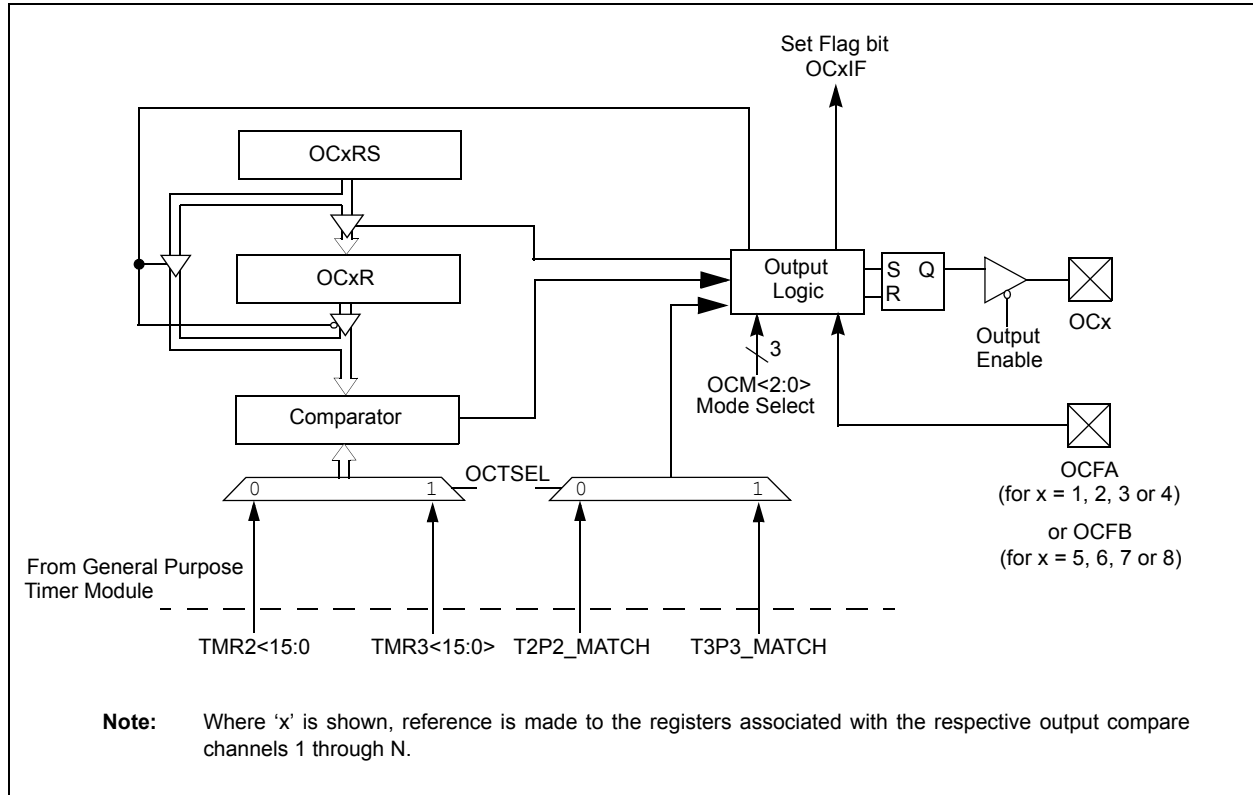 Set Flag bit
OCxIF
OCxRS
OCxR
Output
Logic
S Q
R
OCx
Output
Enable
3
OCM<2:0>
Mode Select
Comparator
OCTSEL
0 1
0 1
OCFA
(for x = 1, 2, 3 or 4)
or OCFB
(for x = 5, 6, 7 or 8)
From General Purpose
Timer Module
TMR2<15:0 TMR3<15:0> T2P2_MATCH T3P3_MATCH
Note: Where ‘x’ is shown, reference is made to the registers associated with the respective output compare
channels 1 through N.